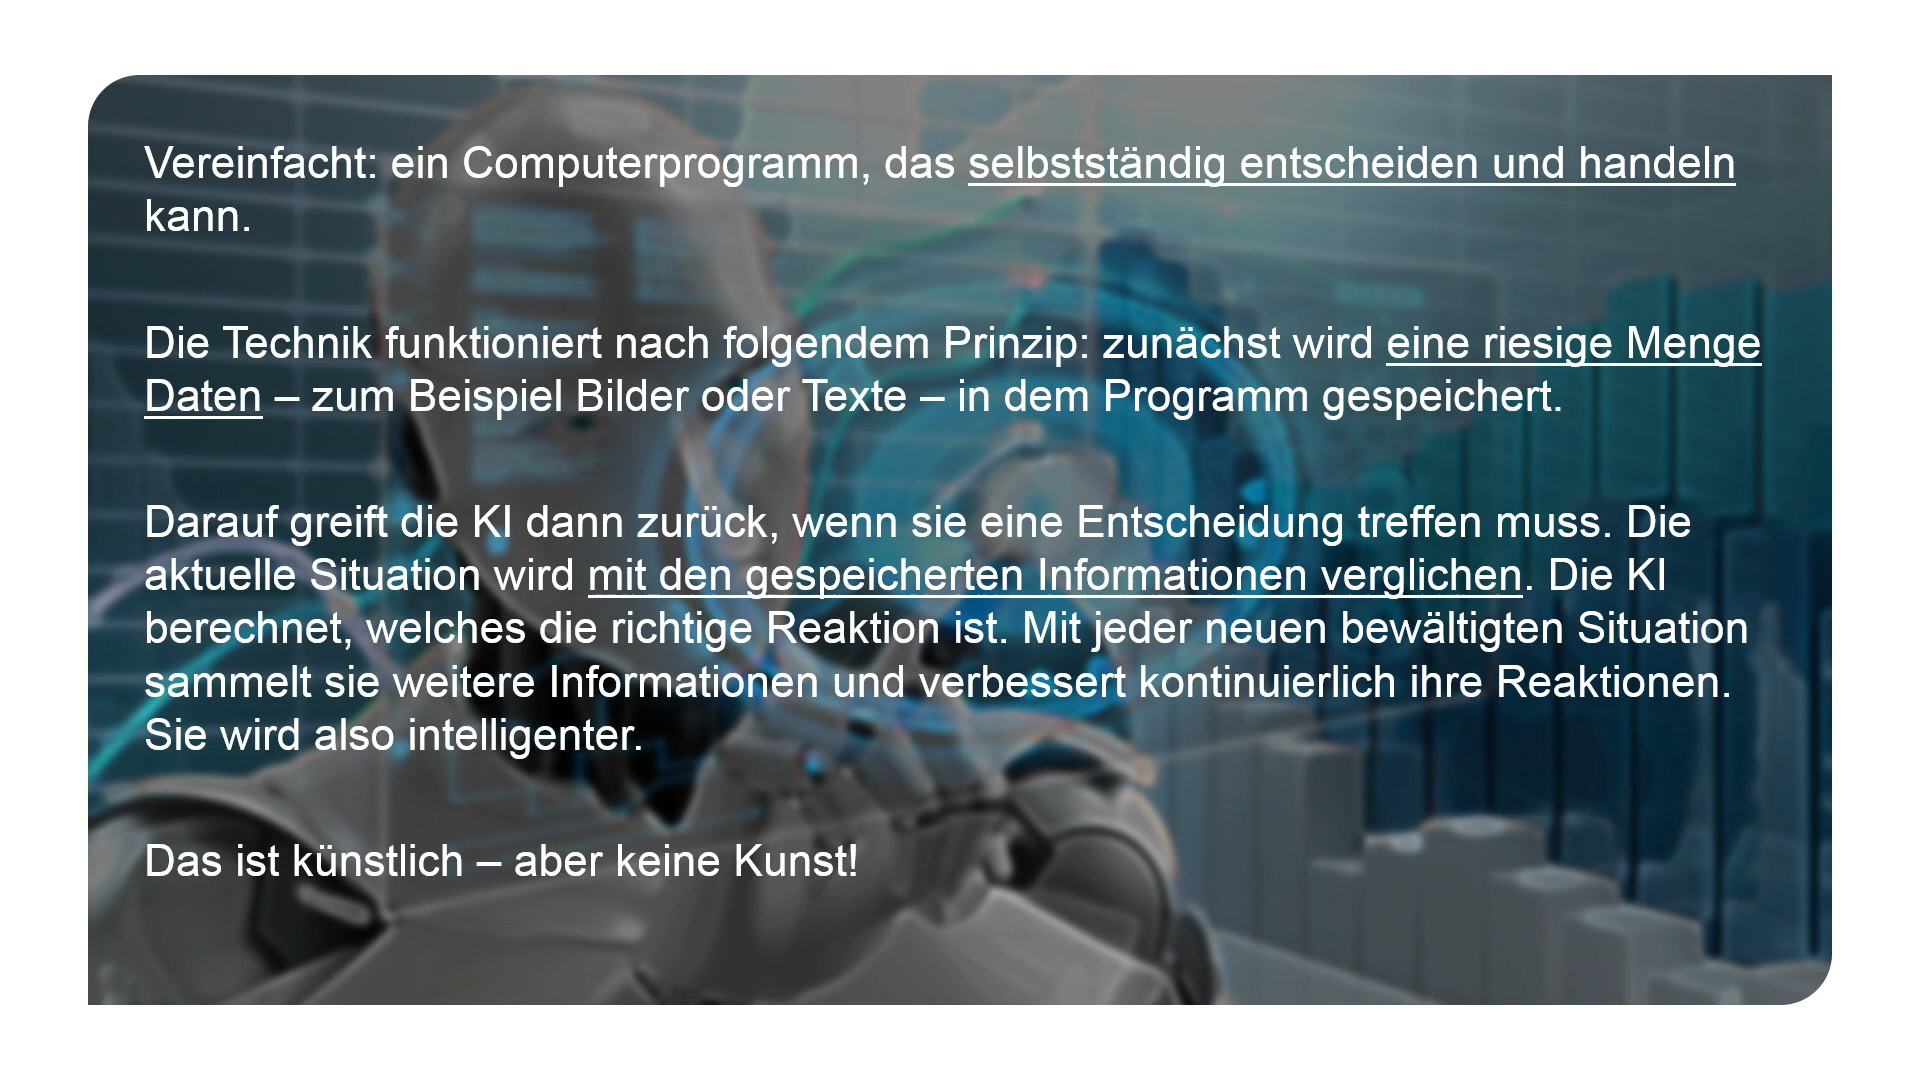 Vereinfacht: ein Computerprogramm, das selbstständig entscheiden und handeln
kann.
Die Technik funktioniert nach folgendem Prinzip: zunächst wird eine riesige Menge
Daten – zum Beispiel Bilder oder Texte – in dem Programm gespeichert.
Darauf greift die KI dann zurück, wenn sie eine Entscheidung treffen muss. Die
aktuelle Situation wird mit den gespeicherten Informationen verglichen. Die KI
berechnet, welches die richtige Reaktion ist. Mit jeder neuen bewältigten Situation
sammelt sie weitere Informationen und verbessert kontinuierlich ihre Reaktionen.
Sie wird also intelligenter.
Das ist künstlich – aber keine Kunst!